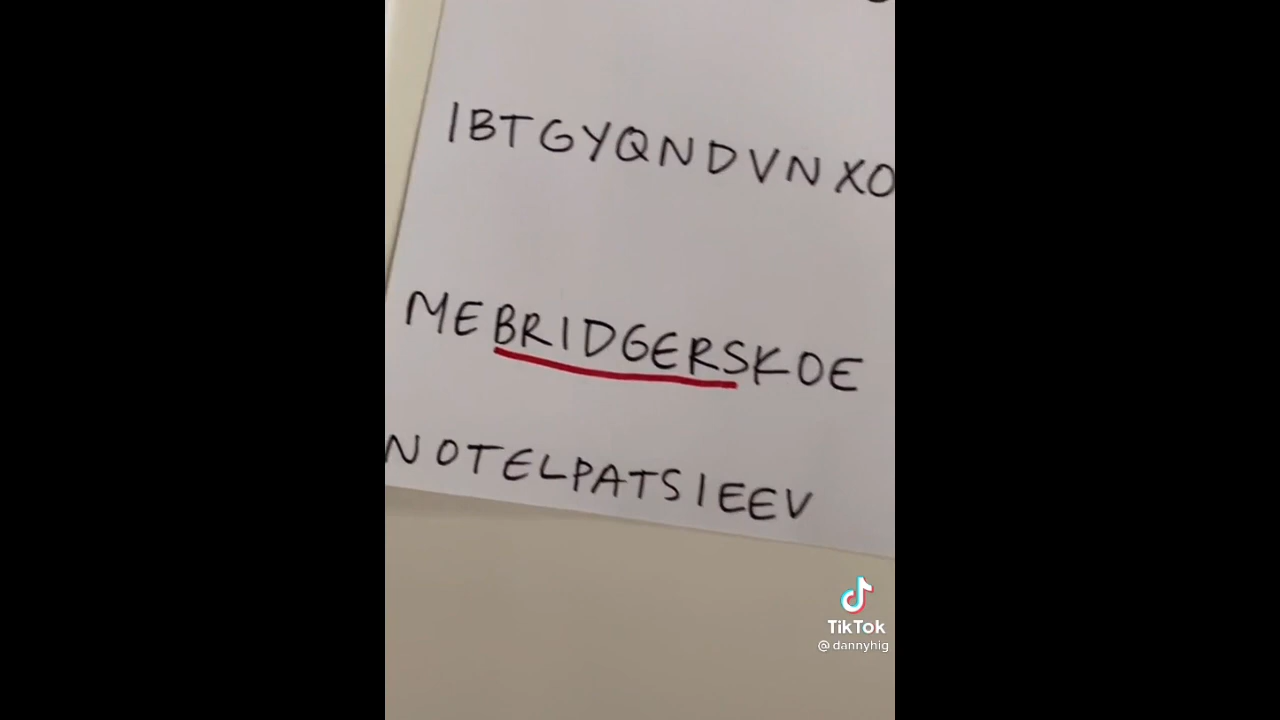 IBTGYQNDVNXO
MEBRIDGERSKOE
NOTELPATSIEEV
TikTok
@dannyhig